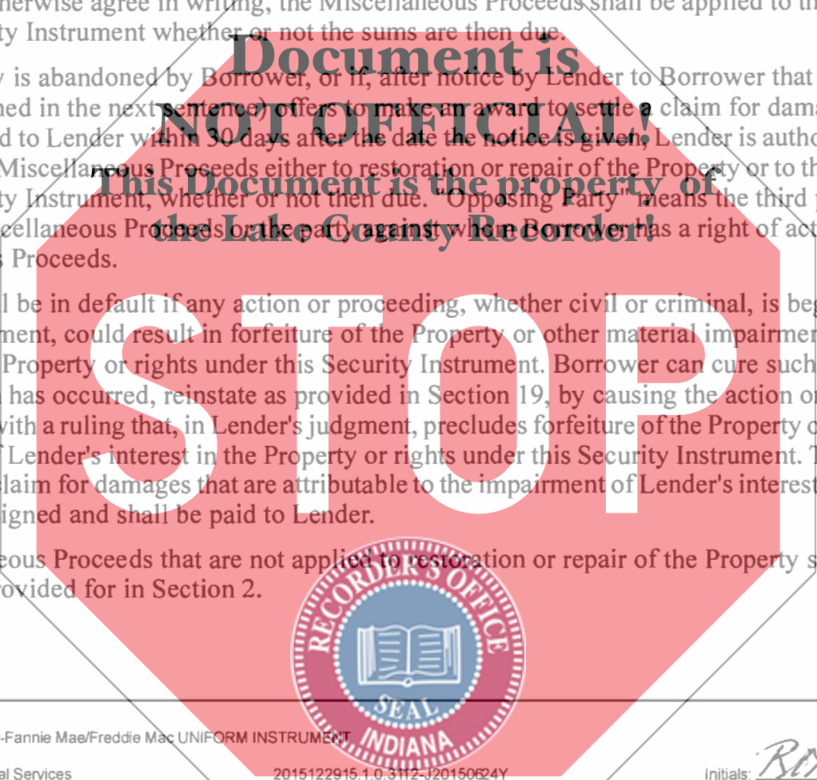 herwise agree in writing, the Miscellaneous Proceeds shall be applied to th
ty Instrument whether or not the sums are then due.
Document is
y is abandoned by Borrower, or if, after notice by Lender to Borrower that
NOT OFFICIAL!
ned in the next sentence) offers to make an award to settle a claim for dama
d to Lender within 30 days after the date the notice is given, Lender is autho
Miscellaneous Proceeds either to restoration or repair of the Property or to th
This Document is the property of
ty Instrument, whether or not then due. "Opposing Party" means the third p
the Lake County Recorder!
cellaneous Proceeds or the party against whom Borrower has a right of act
s Proceeds.
l be in default if any action or proceeding, whether civil or criminal, is beg
ment, could result in forfeiture of the Property or other material impairmen
Property or rights under this Security Instrument. Borrower can cure such
n has occurred, reinstate as provided in Section 19, by causing the action or
with a ruling that, in Lender's judgment, precludes forfeiture of the Property o
f Lender's interest in the Property or rights under this Security Instrument. T
laim for damages that are attributable to the impairment of Lender's interest
igned and shall be paid to Lender.
STOP
eous Proceeds that are not applied to restoration or repair of the Property s
rovided for in Section 2.
RECORDER'S OFFICE
SEAL
INDIANA
-Fannie Mae/Freddie Mac UNIFORM INSTRUMENT
al Services
2015122915.1.0.3112-J20150624Y
Initials: